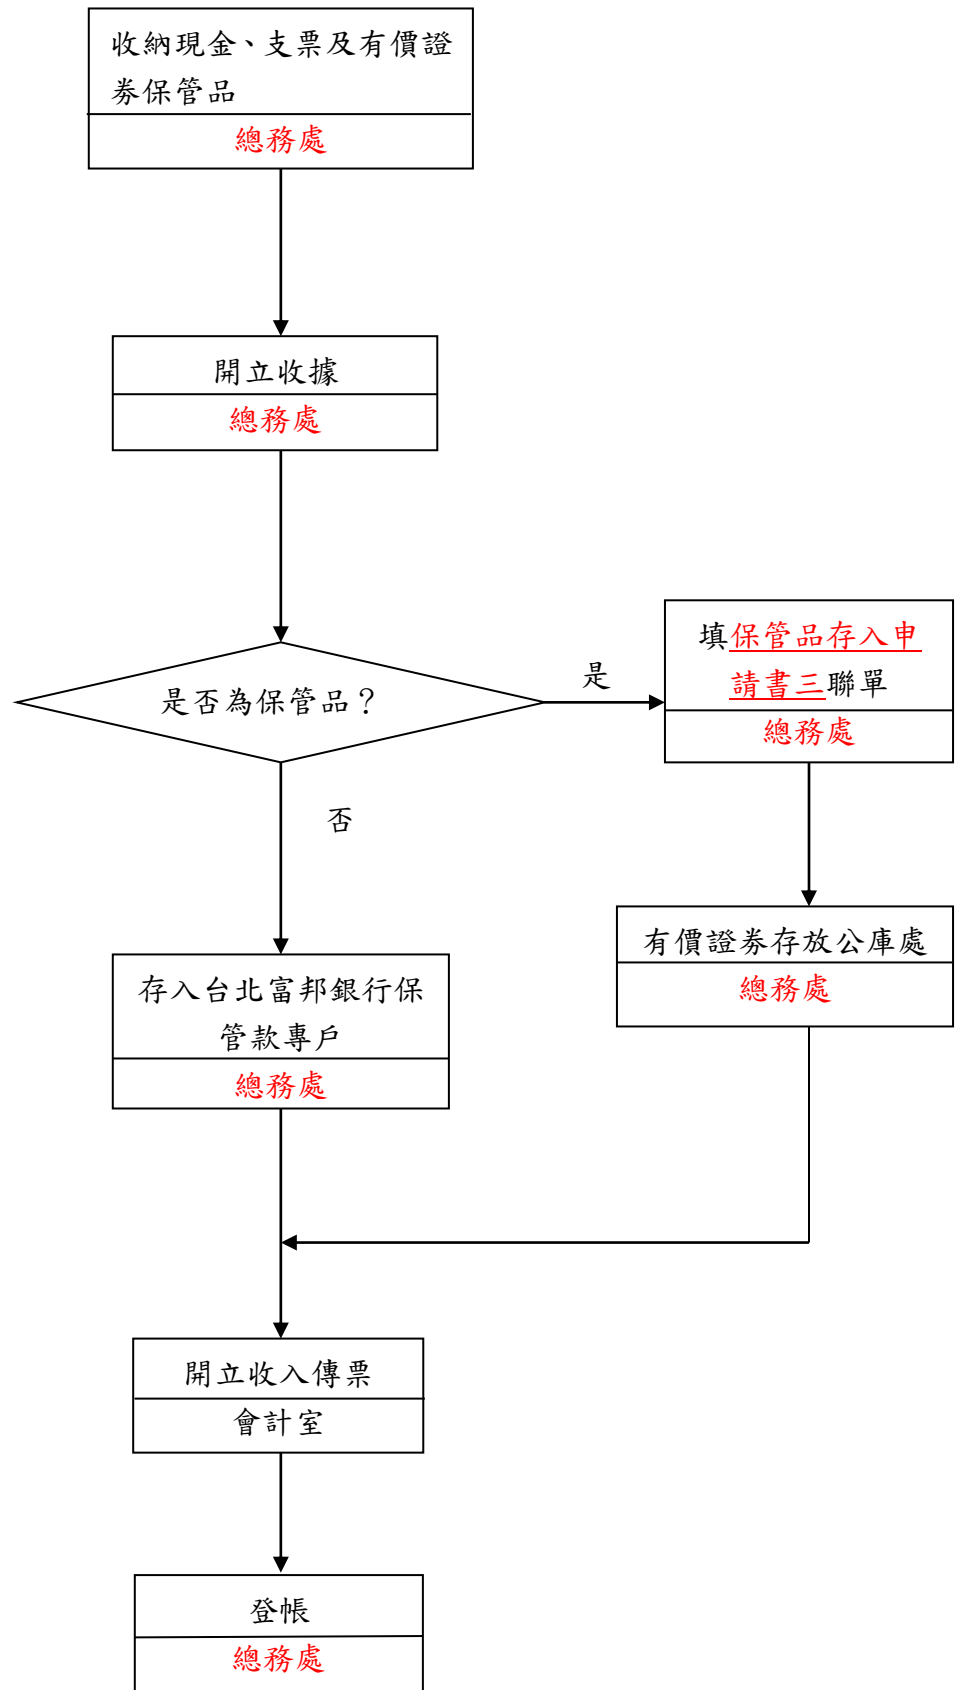 收納現金、支票及有價證
券保管品
總務處
開立收據
總務處
是否為保管品？
是
填保管品存入申
請書三聯單
總務處
否
有價證券存放公庫處
總務處
存入台北富邦銀行保
管款專戶
總務處
開立收入傳票
會計室
登帳
總務處